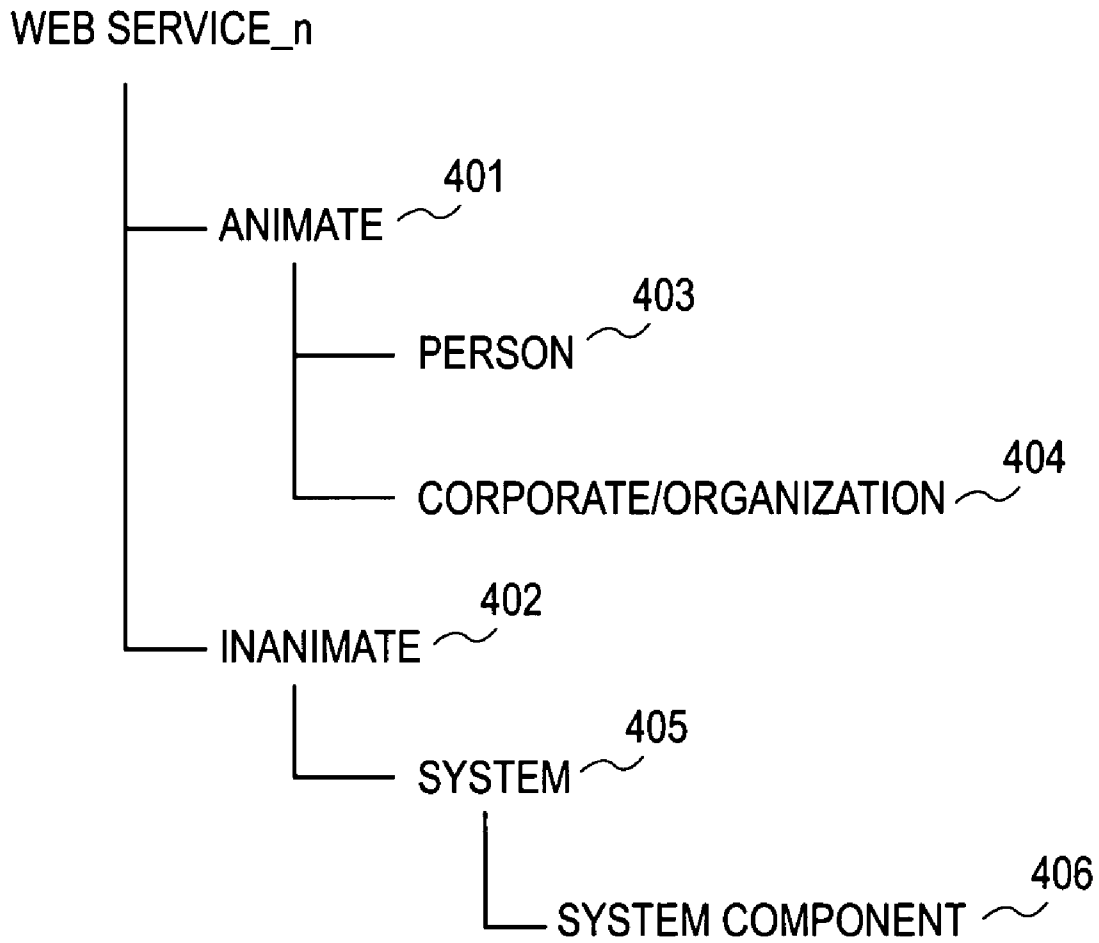 WEB SERVICE_n
401
ANIMATE
403
PERSON
404
CORPORATE/ORGANIZATION
402
INANIMATE
405
SYSTEM
406
SYSTEM COMPONENT